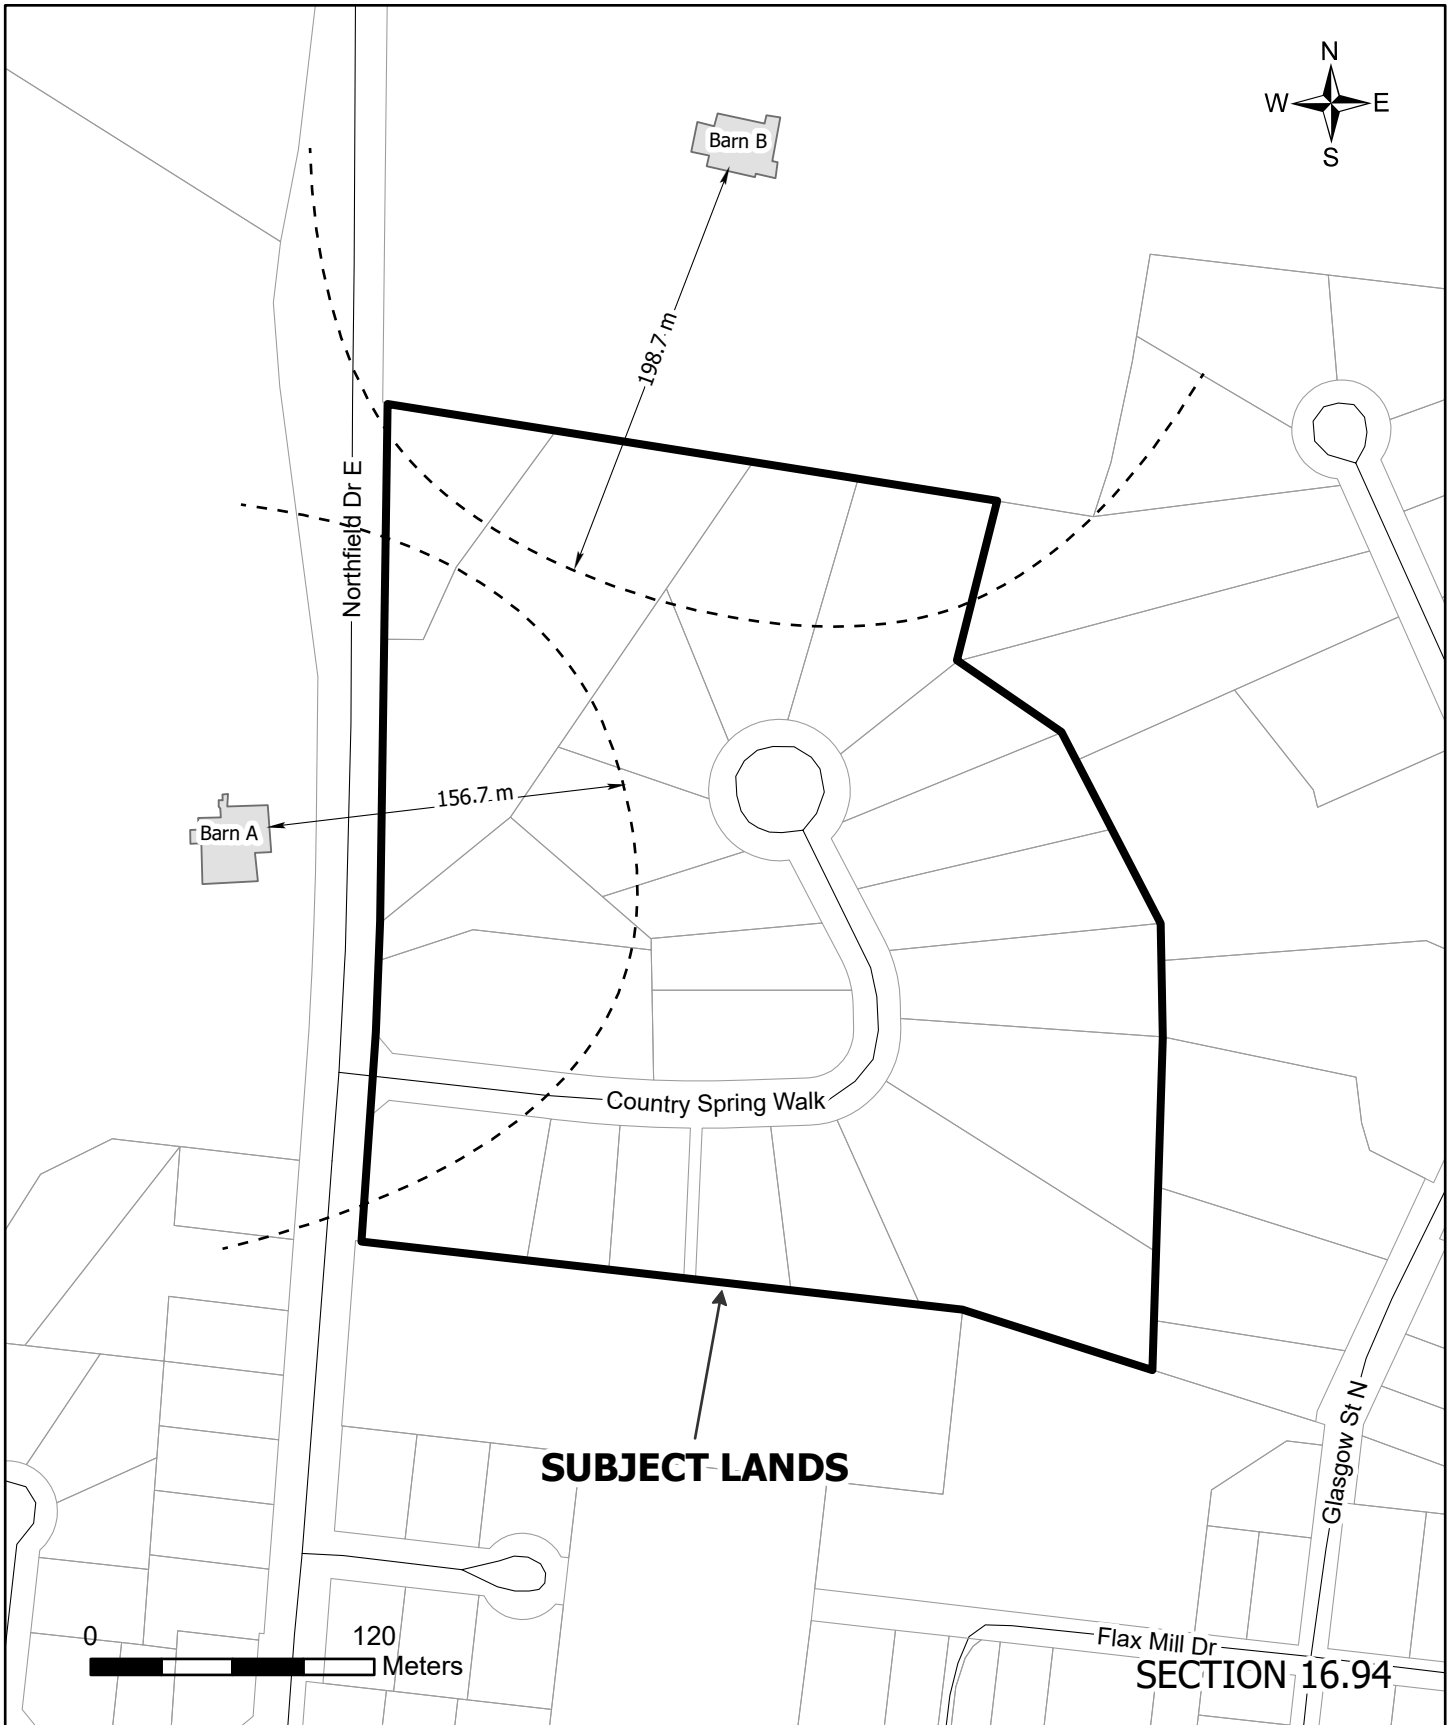 N
W E
S
Barn B
198.7 m
Northfield Dr E
156.7 m
Barn A
Country Spring Walk
SUBJECT LANDS
Glasgow St N
Flax Mill Dr
0 120
Meters
SECTION 16.94